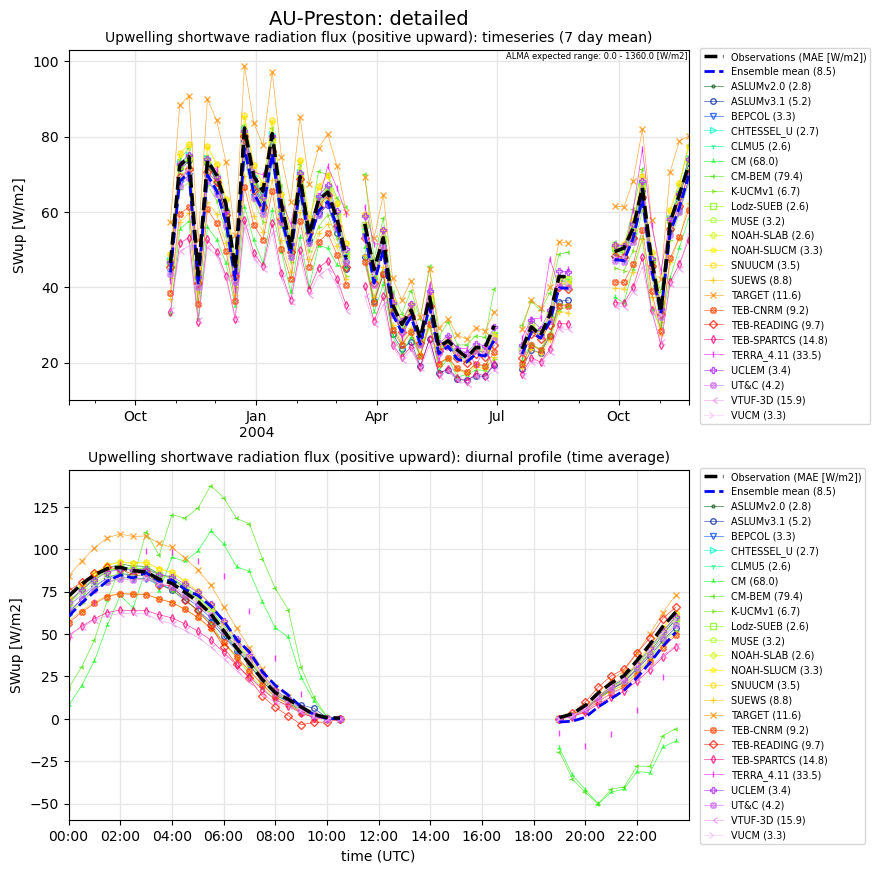 AU-Preston: detailed
Upwelling shortwave radiation flux (positive upward): timeseries (7 day mean)
ALMA expected range: 0.0 - 1360.0 [W/m2]
SWup [W/m2]
100
80
60
40
20
Oct
Jan
2004
Apr
Jul
Oct
Observations (MAE [W/m2])
Ensemble mean (8.5)
ASLUMv2.0 (2.8)
ASLUMv3.1 (5.2)
BEPCOL (3.3)
CHTESSEL_U (2.7)
CLMU5 (2.6)
CM (68.0)
CM-BEM (79.4)
K-UCMv1 (6.7)
Lodz-SUEB (2.6)
MUSE (3.2)
NOAH-SLAB (2.6)
NOAH-SLUCM (3.3)
SNUUCM (3.5)
SUEWS (8.8)
TARGET (11.6)
TEB-CNRM (9.2)
TEB-READING (9.7)
TEB-SPARTCS (14.8)
TERRA_4.11 (33.5)
UCLEM (3.4)
UT&C (4.2)
VTUF-3D (15.9)
VUCM (3.3)
Upwelling shortwave radiation flux (positive upward): diurnal profile (time average)
SWup [W/m2]
125
100
75
50
25
0
−25
−50
00:00 02:00 04:00 06:00 08:00 10:00 12:00 14:00 16:00 18:00 20:00 22:00
time (UTC)
Observation (MAE [W/m2])
Ensemble mean (8.5)
ASLUMv2.0 (2.8)
ASLUMv3.1 (5.2)
BEPCOL (3.3)
CHTESSEL_U (2.7)
CLMU5 (2.6)
CM (68.0)
CM-BEM (79.4)
K-UCMv1 (6.7)
Lodz-SUEB (2.6)
MUSE (3.2)
NOAH-SLAB (2.6)
NOAH-SLUCM (3.3)
SNUUCM (3.5)
SUEWS (8.8)
TARGET (11.6)
TEB-CNRM (9.2)
TEB-READING (9.7)
TEB-SPARTCS (14.8)
TERRA_4.11 (33.5)
UCLEM (3.4)
UT&C (4.2)
VTUF-3D (15.9)
VUCM (3.3)